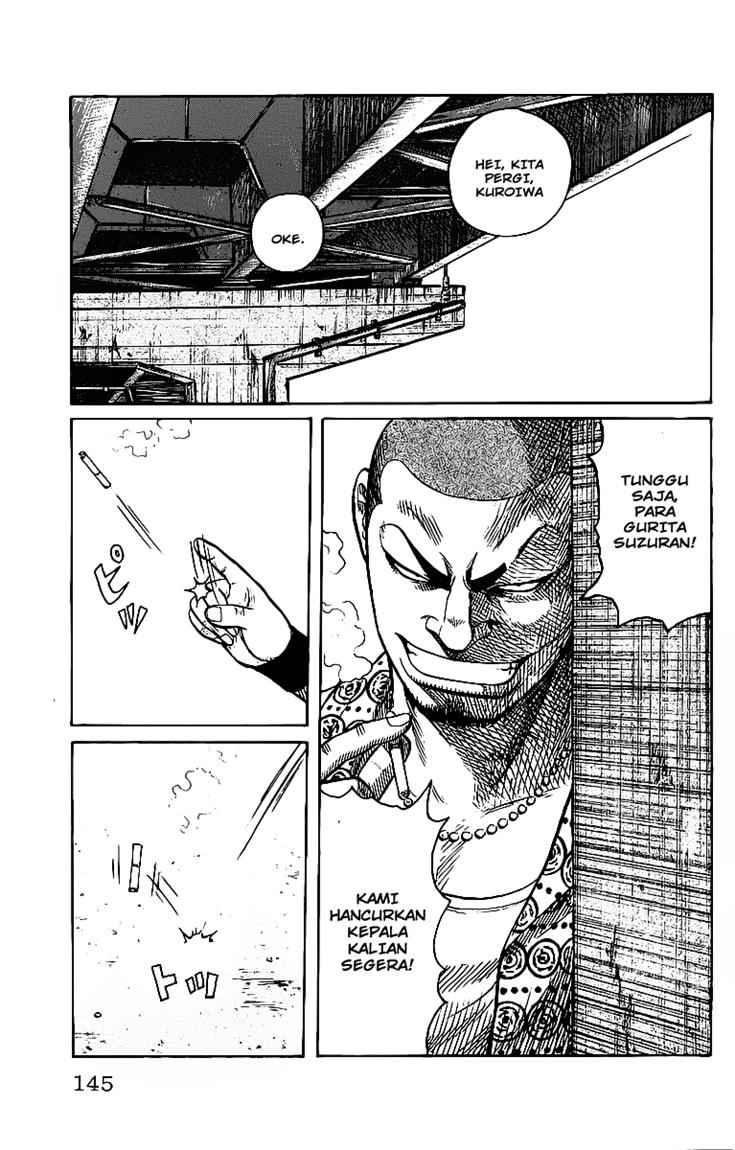 HEI, KITA
PERGI,
KUROIWA
OKE.
TUNGGU
SAJA,
PARA
GURITA
SUZURAN!
KAMI
HANCURKAN
KEPALA
KALIAN
SEGERA!
ピッ
トッ
145